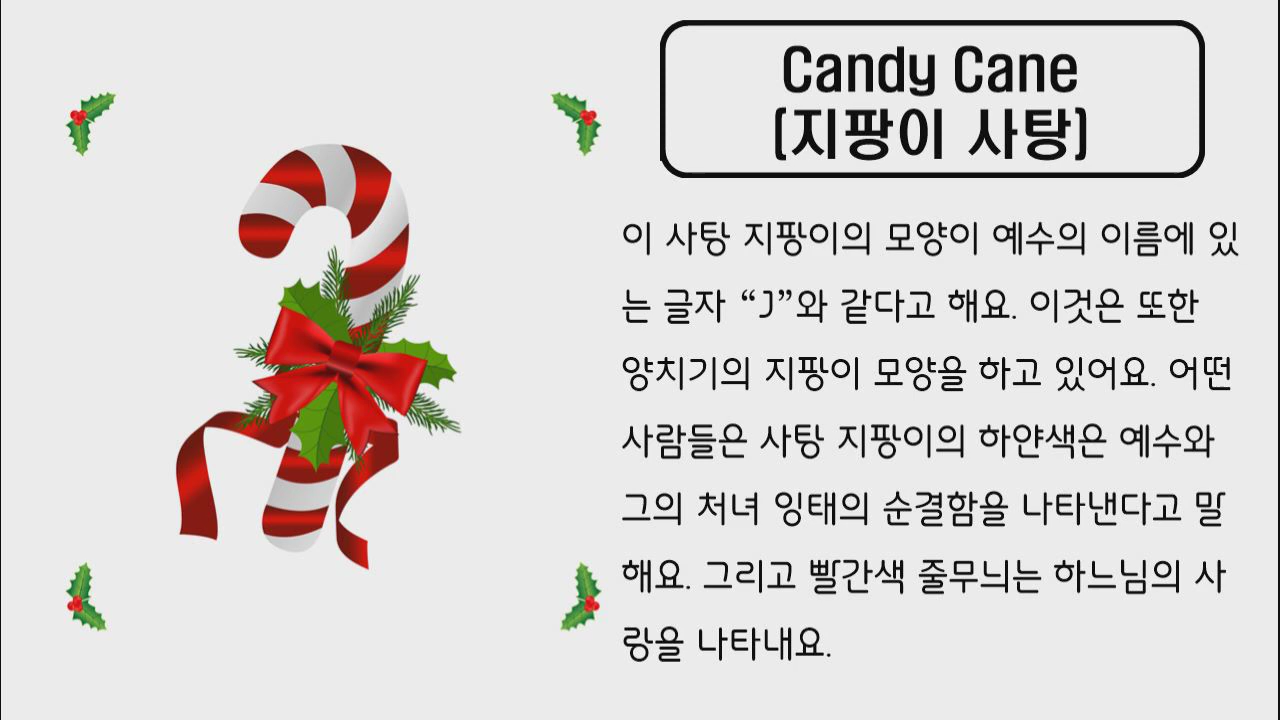 Candy Cane
(지팡이 사탕)
이 사탕 지팡이의 모양이 예수의 이름에 있
는 글자 “J”와 같다고 해요. 이것은 또한
양치기의 지팡이 모양을 하고 있어요. 어떤
사람들은 사탕 지팡이의 하얀색은 예수와
그의 처녀 잉태의 순결함을 나타낸다고 말
해요. 그리고 빨간색 줄무늬는 하느님의 사
랑을 나타내요.